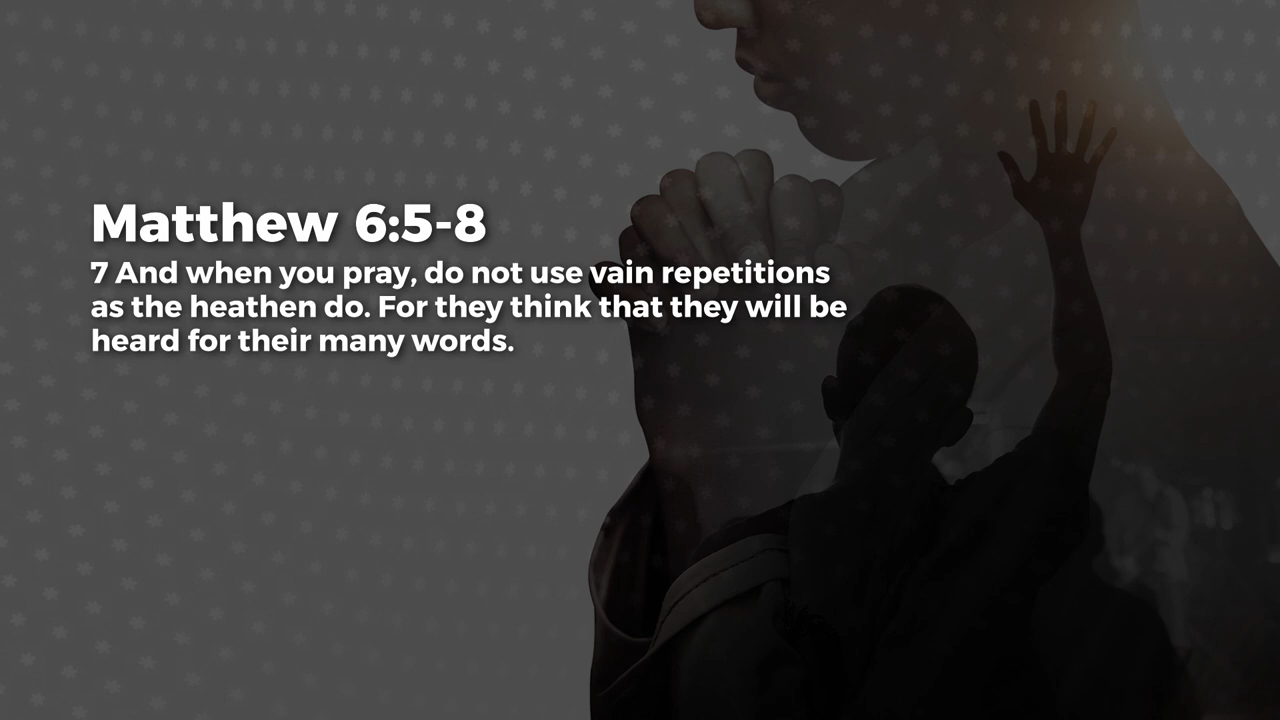 Matthew 6:5-8
7 And when you pray, do not use vain repetitions
as the heathen do. For they think that they will be
heard for their many words.